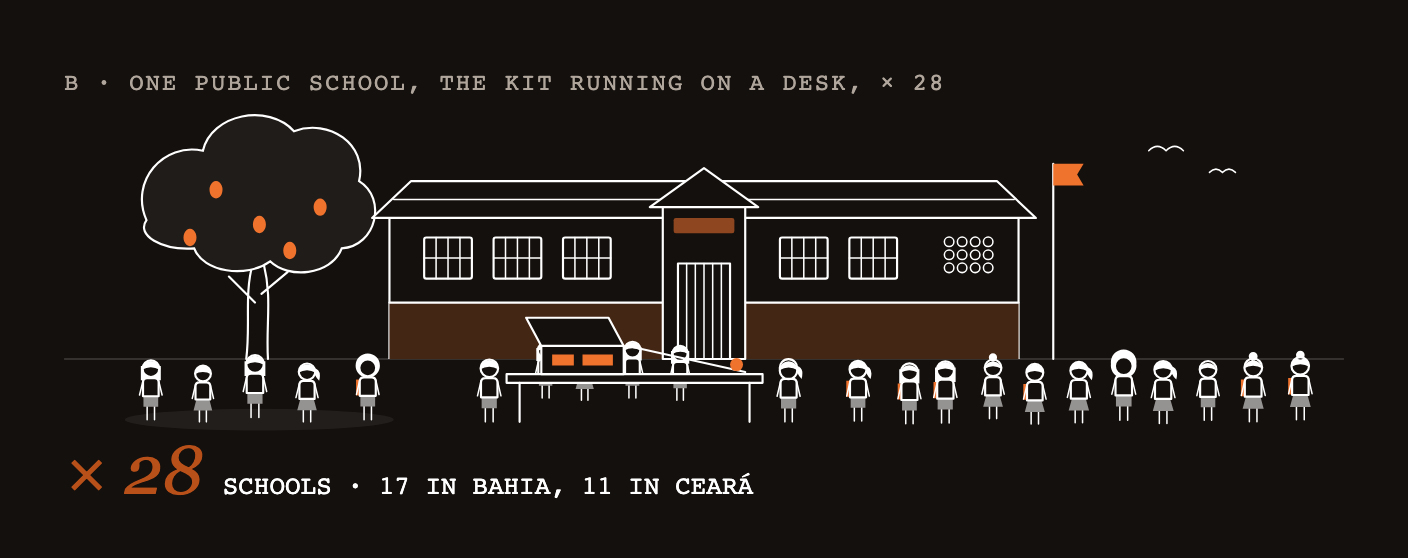 B · ONE PUBLIC SCHOOL, THE KIT RUNNING ON A DESK, × 28
× 28 SCHOOLS · 17 IN BAHIA, 11 IN CEARÁ